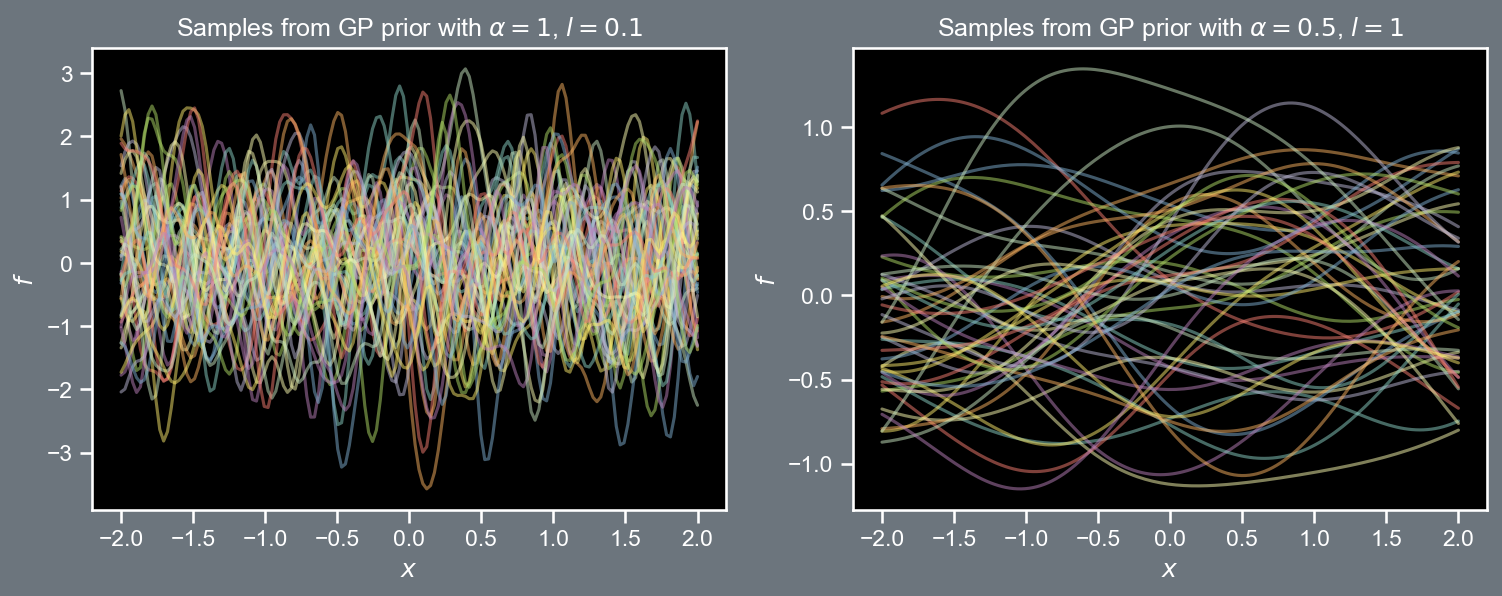 Samples from GP prior with α = 1, l = 0.1
3
2
1
0
−1
−2
−3
f
−2.0 −1.5 −1.0 −0.5 0.0 0.5 1.0 1.5 2.0
x
Samples from GP prior with α = 0.5, l = 1
1.0
0.5
0.0
−0.5
−1.0
f
−2.0 −1.5 −1.0 −0.5 0.0 0.5 1.0 1.5 2.0
x